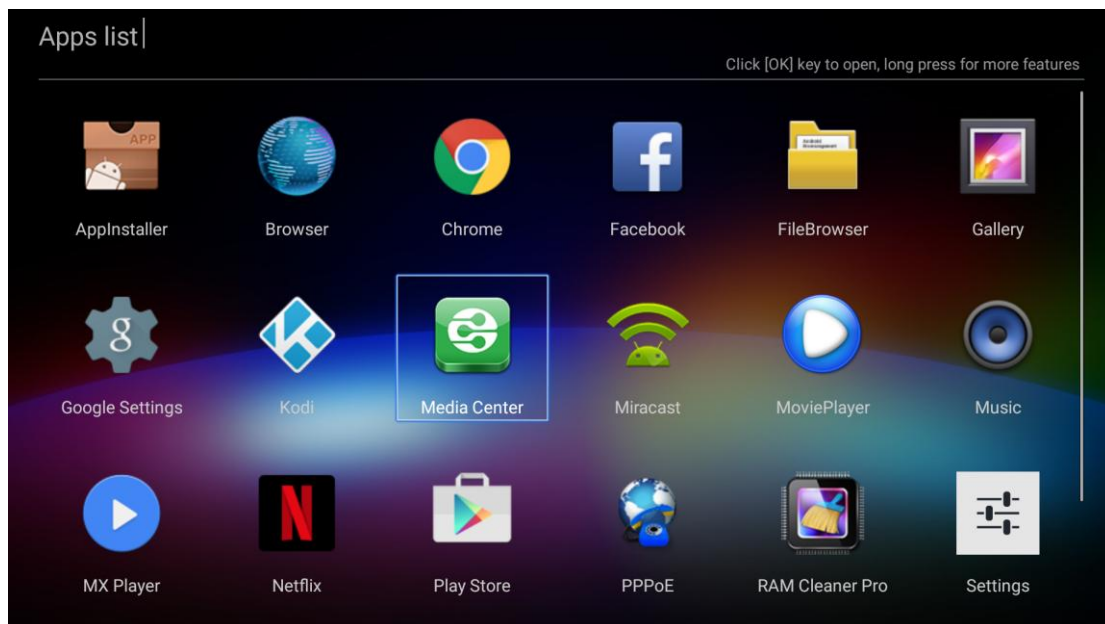 Apps list
Click [OK] key to open, long press for more features
APP
AppInstaller Browser Chrome Facebook FileBrowser Gallery
Google Settings Kodi Media Center Miracast MoviePlayer Music
MX Player Netflix Play Store PPPoE RAM Cleaner Pro Settings